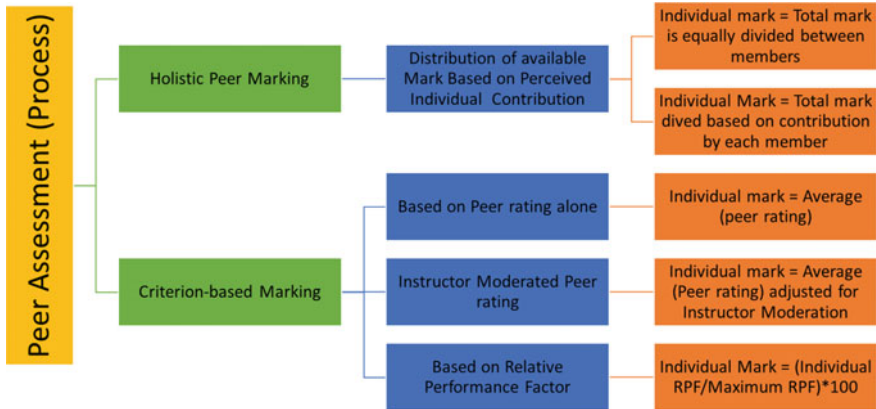 Peer Assessment (Process)
Holistic Peer Marking
Distribution of available
Mark Based on Perceived
Individual Contribution
Individual mark = Total mark
is equally divided between
members
Individual Mark = Total mark
dived based on contribution
by each member
Criterion-based Marking
Based on Peer rating alone
Individual mark = Average
(peer rating)
Instructor Moderated Peer
rating
Individual mark = Average
(Peer rating) adjusted for
Instructor Moderation
Based on Relative
Performance Factor
Individual Mark = (Individual
RPF/Maximum RPF)*100